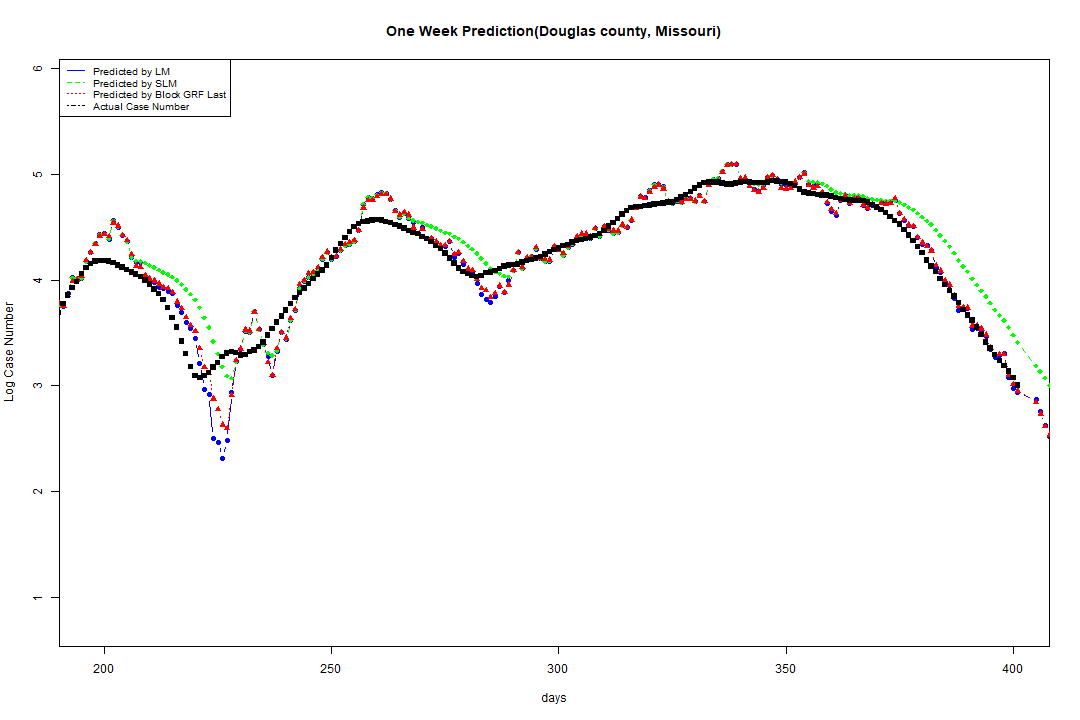 One Week Prediction(Douglas county, Missouri)
Predicted by LM
Predicted by SLM
Predicted by Block GRF Last
Actual Case Number
6
5
4
3
2
1
Log Case Number
200 250 300 350 400
days